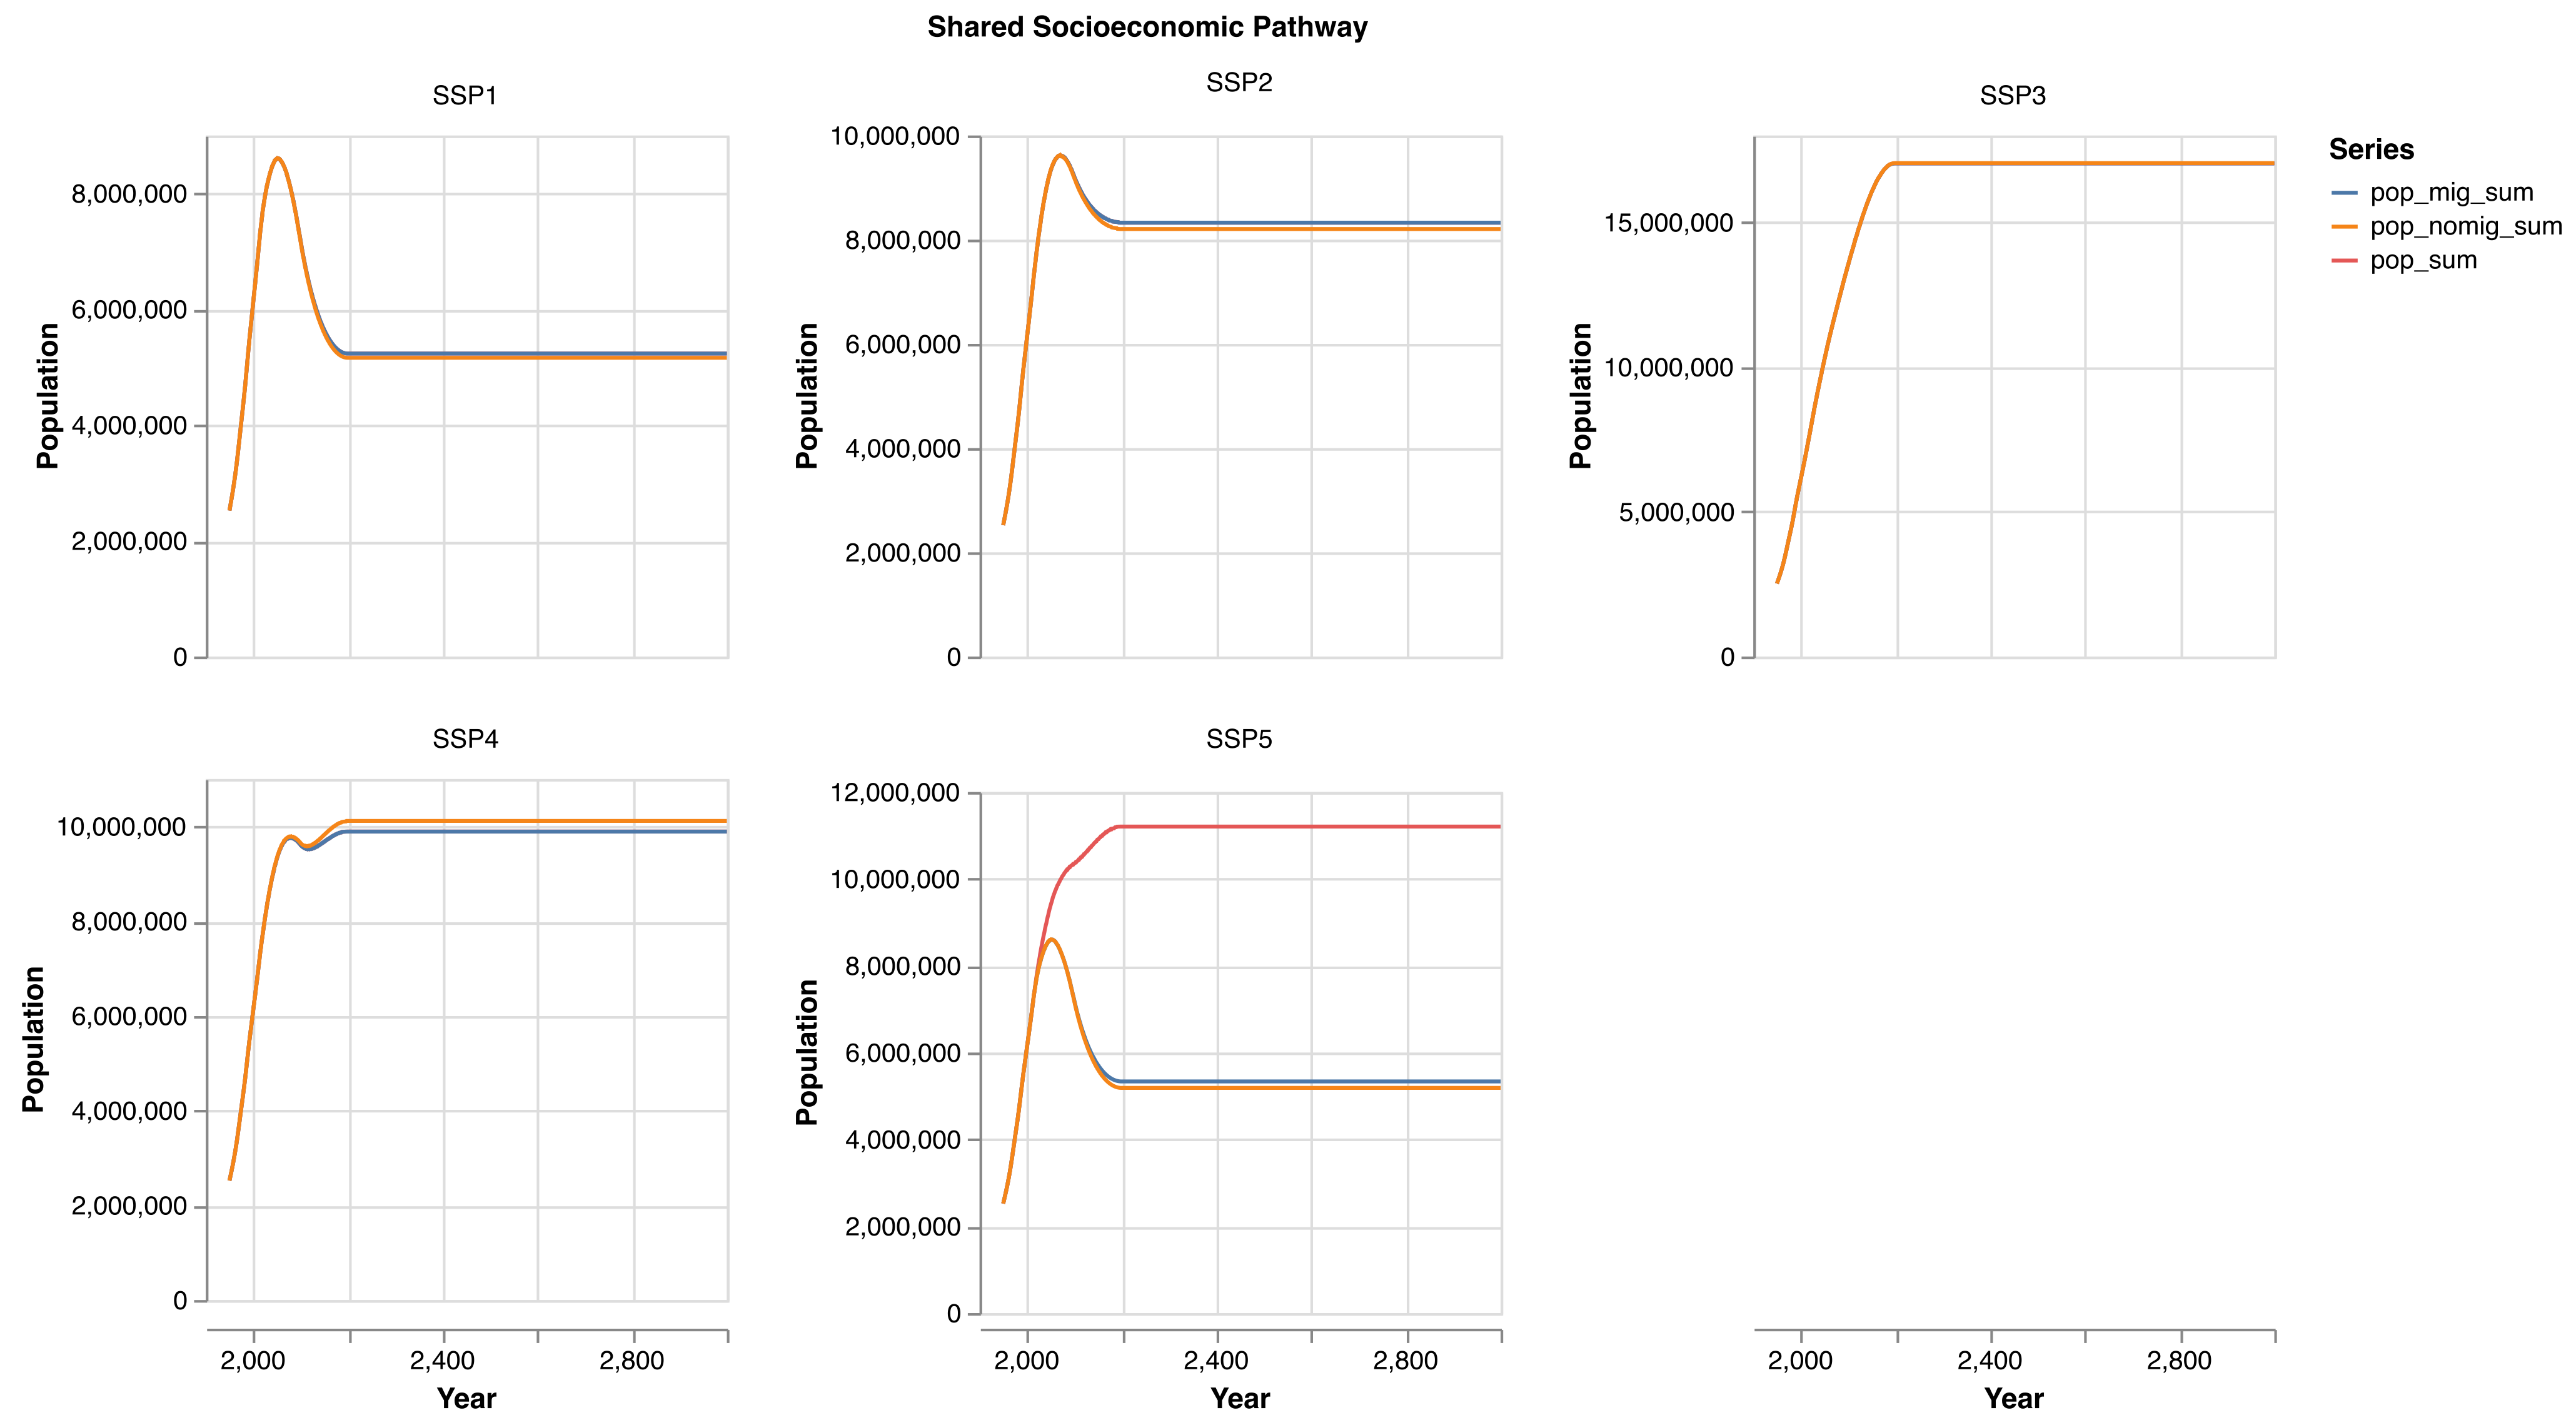 Shared Socioeconomic Pathway
SSP1
SSP2
SSP3
8,000,000
6,000,000
4,000,000
2,000,000
0
Population
10,000,000
8,000,000
6,000,000
4,000,000
2,000,000
0
Population
15,000,000
10,000,000
5,000,000
0
Population
Series
pop_mig_sum
pop_nomig_sum
pop_sum
SSP4
SSP5
10,000,000
8,000,000
6,000,000
4,000,000
2,000,000
0
Population
12,000,000
10,000,000
8,000,000
6,000,000
4,000,000
2,000,000
0
Population
2,000 2,400 2,800
Year
2,000 2,400 2,800
Year
2,000 2,400 2,800
Year